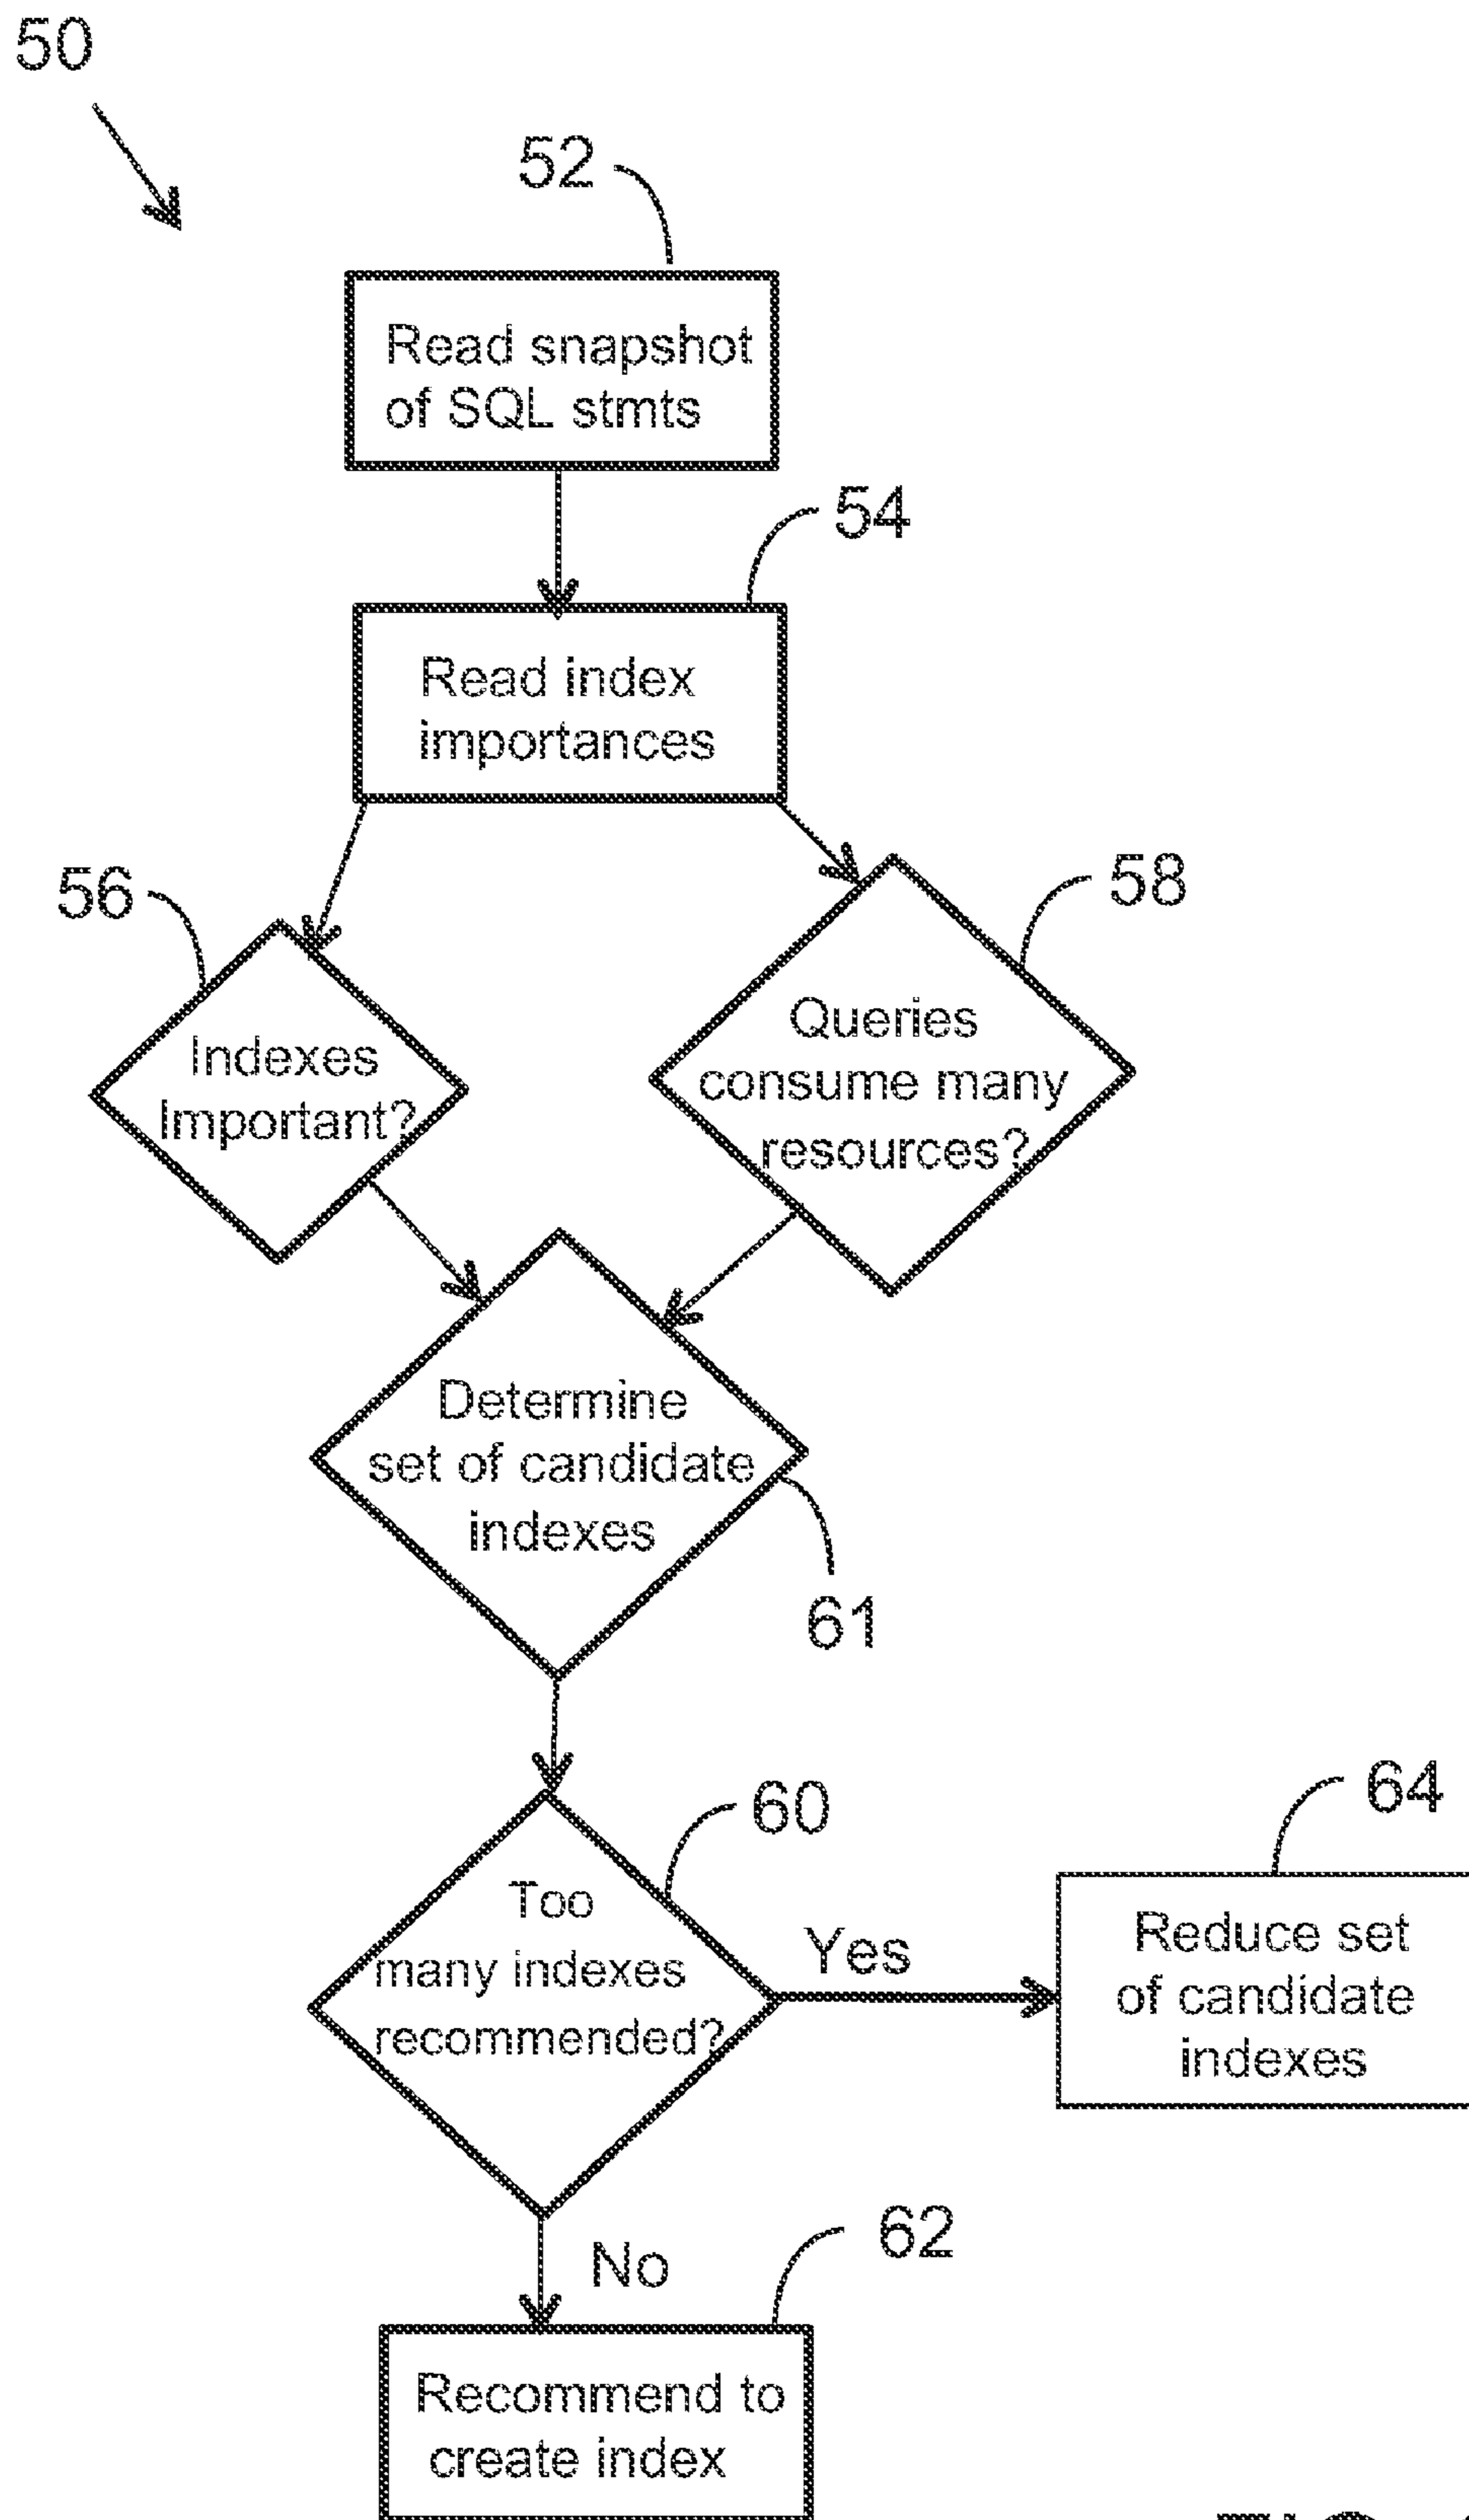 50
52
Read snapshot
of SQL stmts
54
Read index
importances
56
58
Indexes
Important?
Queries
consume many
resources?
Determine
set of candidate
indexes
61
60
64
Too
many indexes
recommended?
Yes
Reduce set
of candidate
indexes
62
No
Recommend to
create index